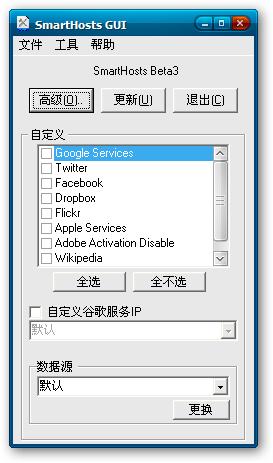 SmartHosts GUI
文件 工具 帮助
SmartHosts Beta3
高级(O).. 更新(U) 退出(C)
自定义
Google Services
Twitter
Facebook
Dropbox
Flickr
Apple Services
Adobe Activation Disable
Wikipedia
全选 全不选
自定义谷歌服务IP
默认
数据源
默认
更换